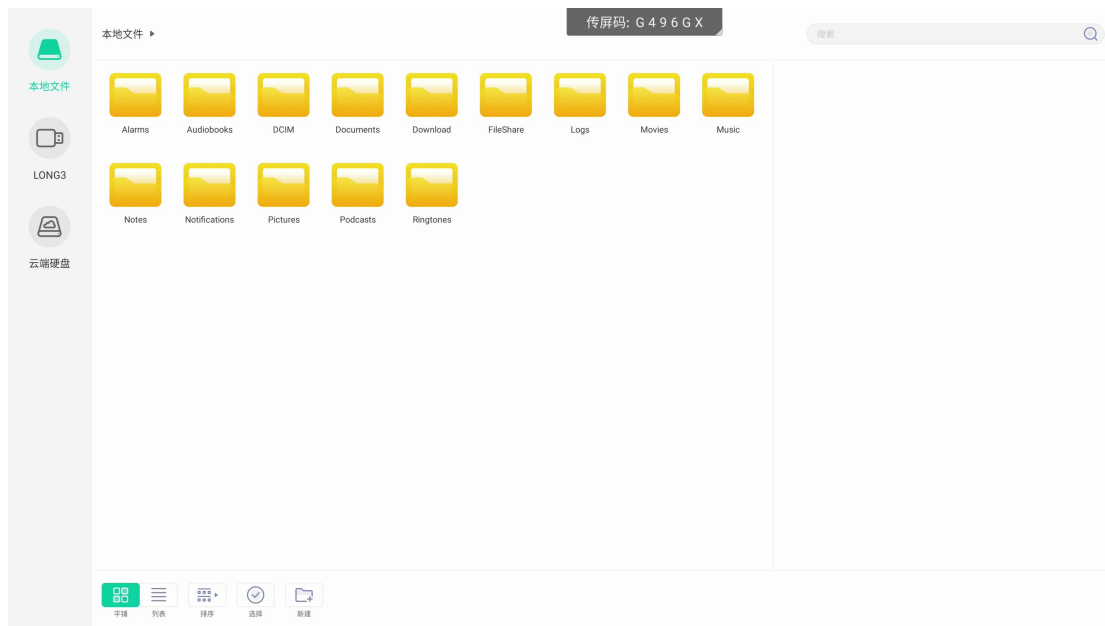 传屏码: G496GX
本地文件
搜索
本地文件
LONG3
云端硬盘
Alarms Audiobooks DCIM Documents Download FileShare Logs Movies Music
Notes Notifications Pictures Podcasts Ringtones
平铺 列表 排序 选择 新建